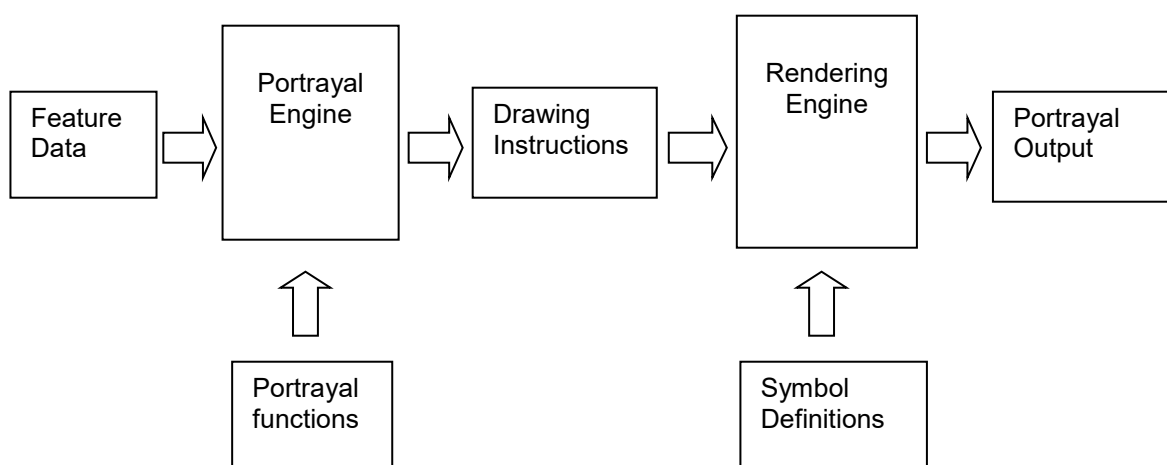 Feature
Data
Portrayal
Engine
Drawing
Instructions
Rendering
Engine
Portrayal
Output
Portrayal
functions
Symbol
Definitions